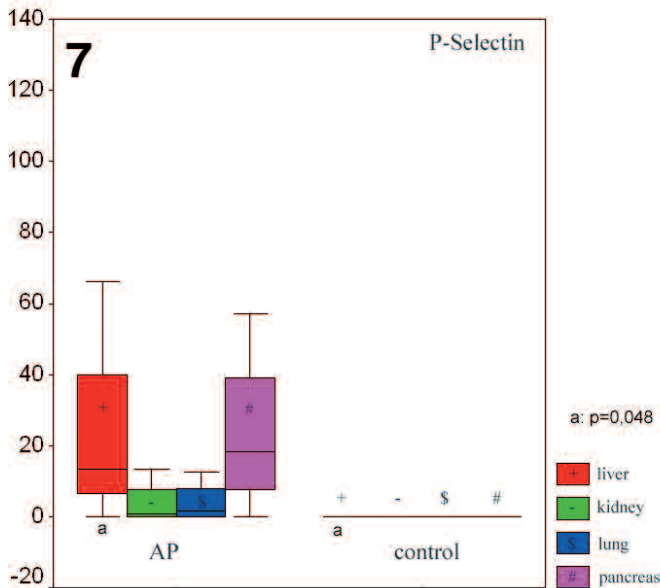 140
7
P-Selectin
120
100
80
60
40
20
0
-20
+ - $ #
+ - $ #
a
a
AP
control
a: p=0,048
+ liver
- kidney
$ lung
# pancreas